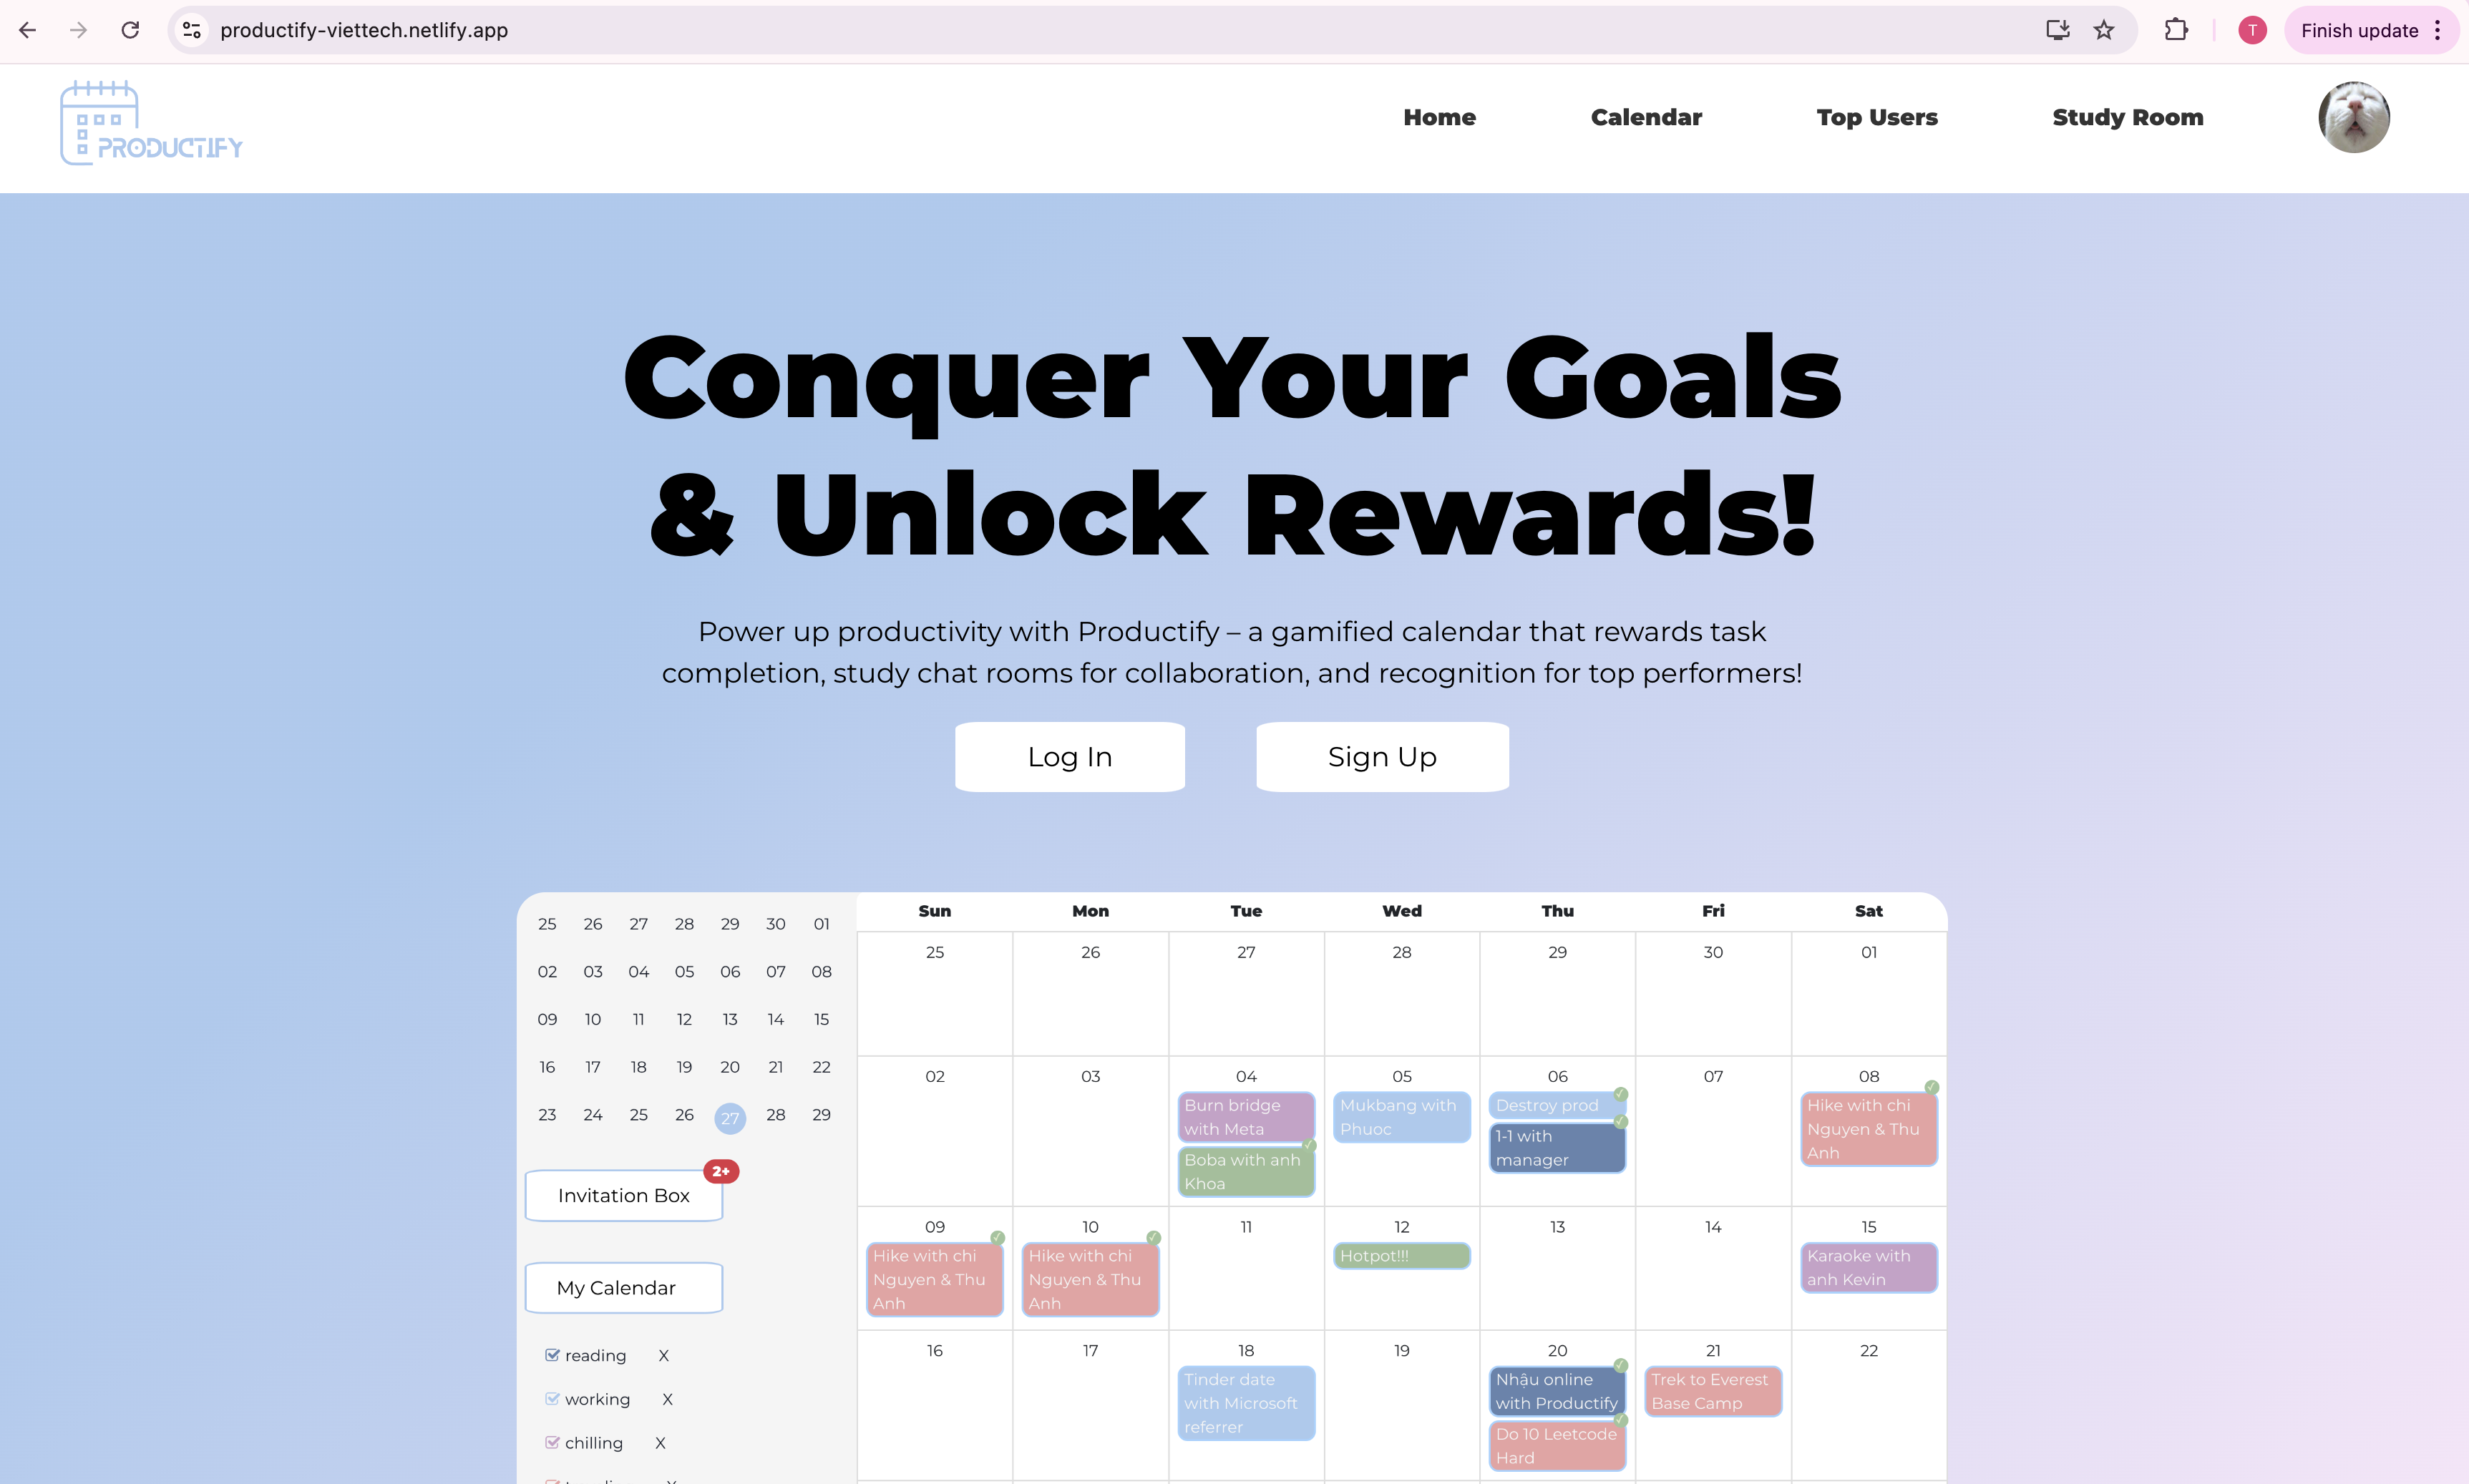 productify-viettech.netlify.app
T
Finish update
PRODUCTIFY
Home
Calendar
Top Users
Study Room
Conquer Your Goals
& Unlock Rewards!
Power up productivity with Productify – a gamified calendar that rewards task
completion, study chat rooms for collaboration, and recognition for top performers!
Log In
Sign Up
25 26 27 28 29 30 01
02 03 04 05 06 07 08
09 10 11 12 13 14 15
16 17 18 19 20 21 22
23 24 25 26 27 28 29
2+
Invitation Box
My Calendar
reading X
working X
chilling X
Sun Mon Tue Wed Thu Fri Sat
25 26 27 28 29 30 01
02 03 04 05 06 07 08
Burn bridge
with Meta
Boba with anh
Khoa
Mukbang with
Phuoc
Destroy prod
1-1 with
manager
Hike with chi
Nguyen & Thu
Anh
09 10 11 12 13 14 15
Hike with chi
Nguyen & Thu
Anh
Hike with chi
Nguyen & Thu
Anh
Hotpot!!!
Karaoke with
anh Kevin
16 17 18 19 20 21 22
Tinder date
with Microsoft
referrer
Nhậu online
with Productify
Do 10 Leetcode
Hard
Trek to Everest
Base Camp